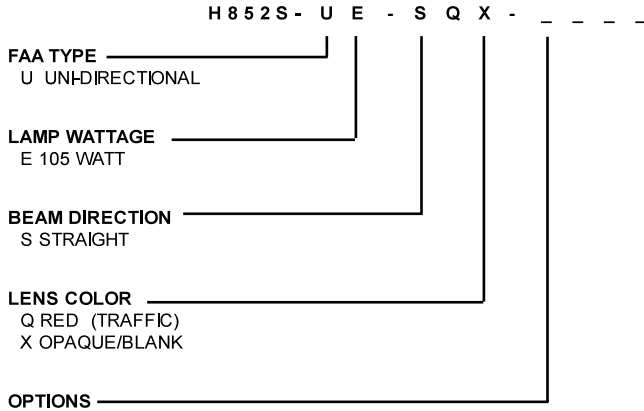 H852S- U E - S Q X - _ _ _ _
FAA TYPE
U UNI-DIRECTIONAL
LAMP WATTAGE
E 105 WATT
BEAM DIRECTION
S STRAIGHT
LENS COLOR
Q RED (TRAFFIC)
X OPAQUE/BLANK
OPTIONS